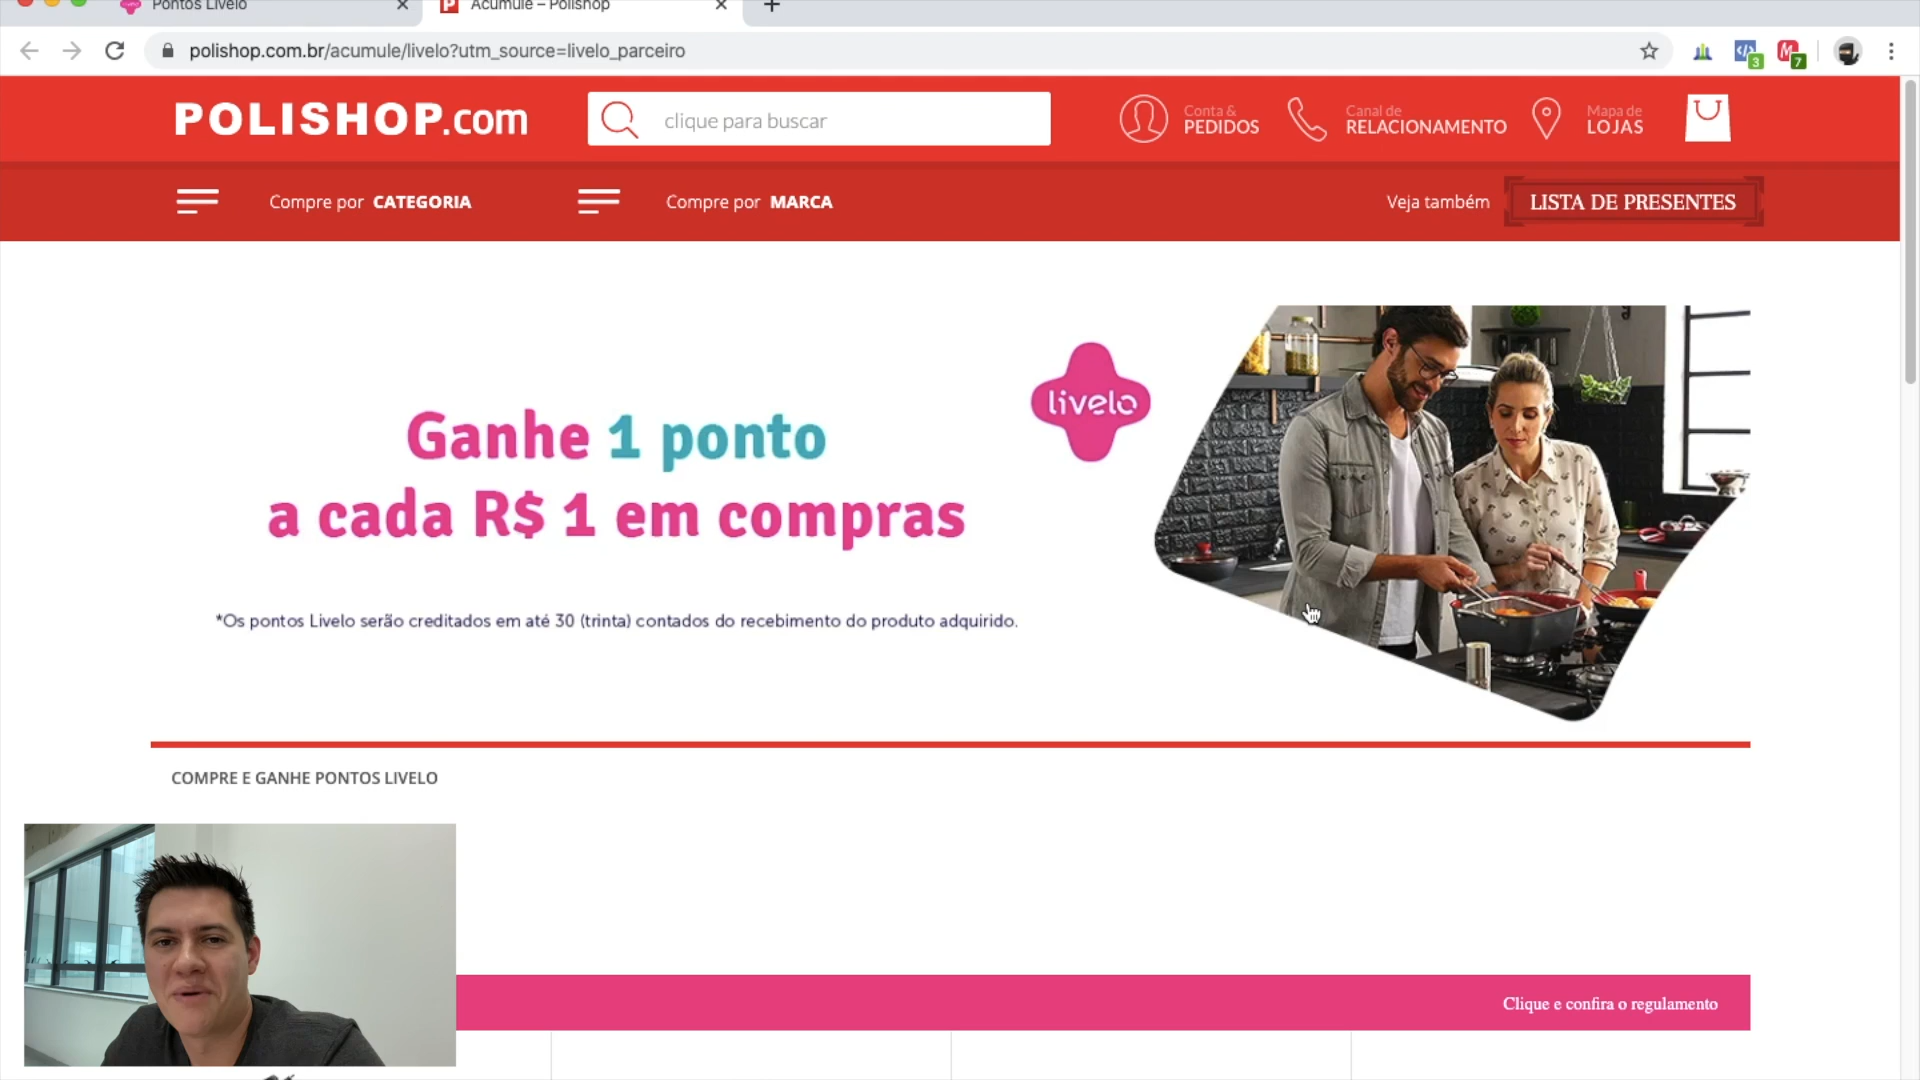 Pontos Livelo
Acumule – Polishop
polishop.com.br/acumule/livelo?utm_source=livelo_parceiro
3
7
POLISHOP.com
clique para buscar
Conta &
PEDIDOS
Canal de
RELACIONAMENTO
Mapa de
LOJAS
Compre por CATEGORIA
Compre por MARCA
Veja também
LISTA DE PRESENTES
livelo
Ganhe 1 ponto
a cada R$ 1 em compras
*Os pontos Livelo serão creditados em até 30 (trinta) contados do recebimento do produto adquirido.
COMPRE E GANHE PONTOS LIVELO
Clique e confira o regulamento